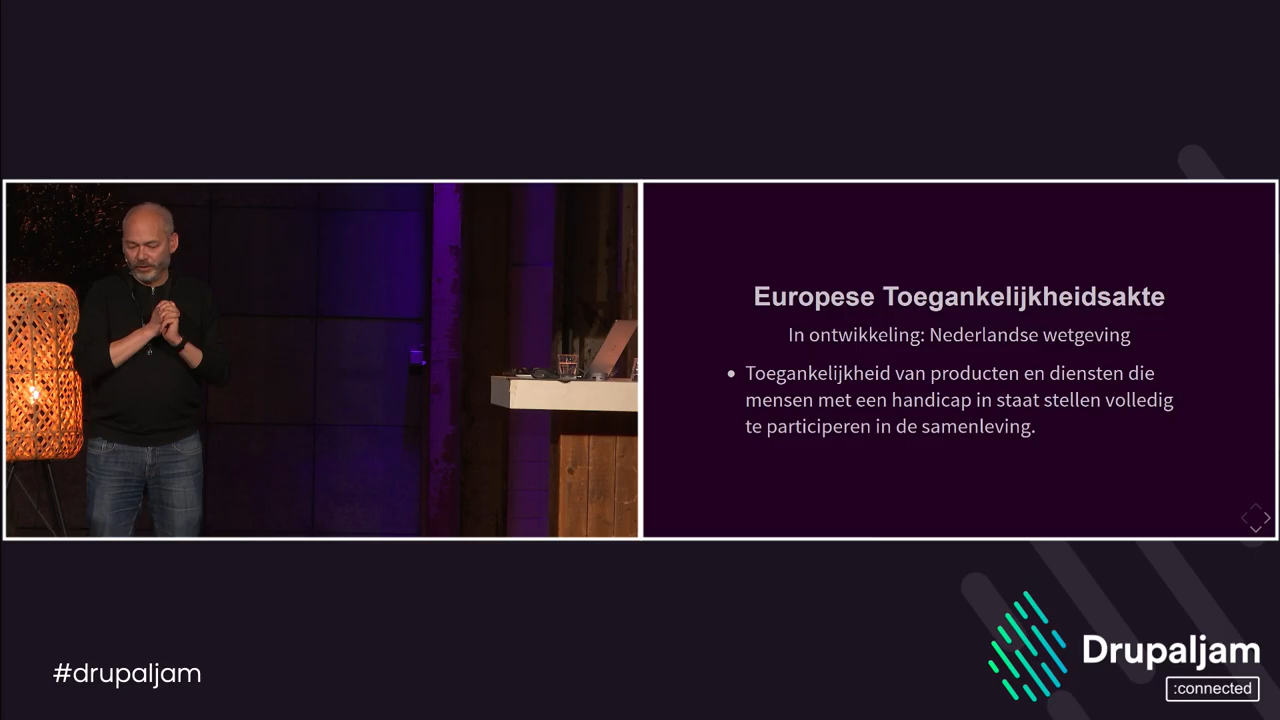 Europese Toegankelijkheidsakte
In ontwikkeling: Nederlandse wetgeving
Toegankelijkheid van producten en diensten die
mensen met een handicap in staat stellen volledig
te participeren in de samenleving.
#drupaljam
Drupaljam
:connected